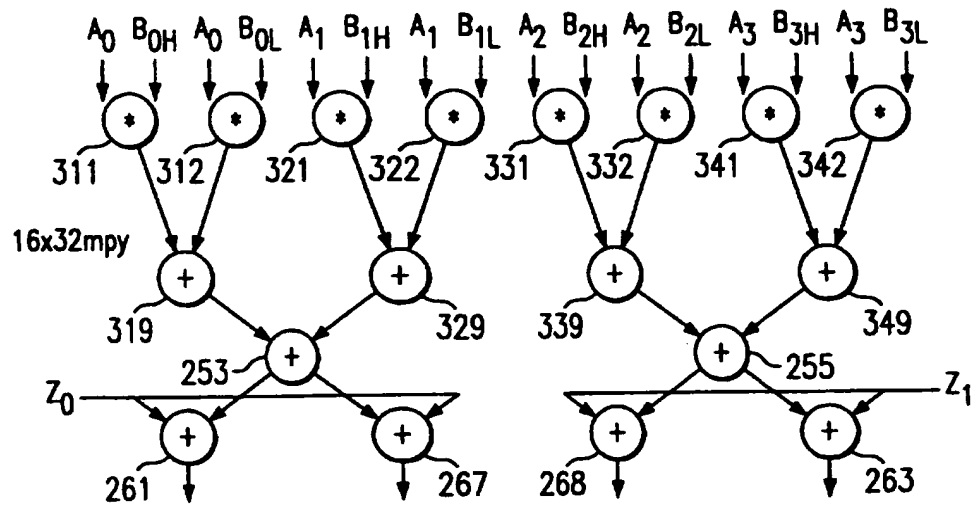 A0 B0H A0 B0L A1 B1H A1 B1L A2 B2H A2 B2L A3 B3H A3 B3L
* * * * * * * *
311 312 321 322 331 332 341 342
16x32mpy
+ + + +
319 329 339 349
+ +
253 255
Z0 Z1
+ + + +
261 267 268 263